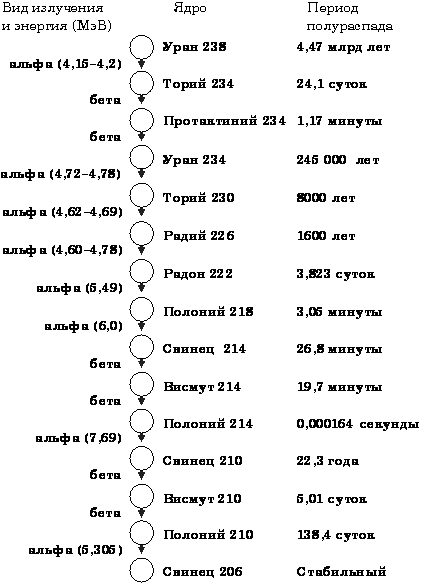 Вид излучения Ядро Период
и энергия (МэВ) полураспада
Уран 238 4,47 млрд лет
альфа (4,15–4,2)
Торий 234 24,1 суток
бета
Протактиний 234 1,17 минуты
бета
Уран 234 245 000 лет
альфа (4,72–4,78)
Торий 230 8000 лет
альфа (4,62–4,69)
Радий 226 1600 лет
альфа (4,60–4,78)
Радон 222 3,823 суток
альфа (5,49)
Полоний 218 3,05 минуты
альфа (6,0)
Свинец 214 26,8 минуты
бета
Висмут 214 19,7 минуты
бета
Полоний 214 0,000164 секунды
альфа (7,69)
Свинец 210 22,3 года
бета
Висмут 210 5,01 суток
бета
Полоний 210 138,4 суток
альфа (5,305)
Свинец 206 Стабильный